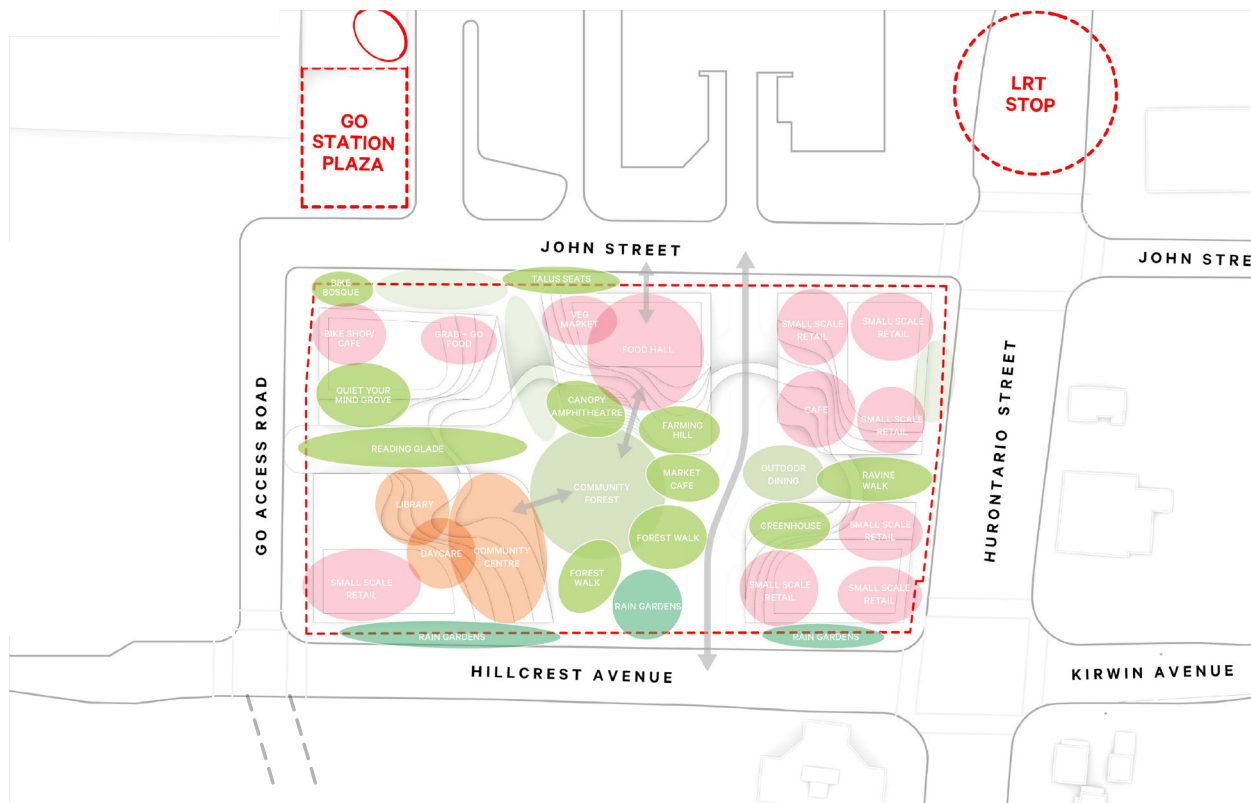 GO
STATION
PLAZA
LRT
STOP
JOHN STREET
JOHN STRE
BIKE
BOSQUE
TALUS SEATS
BIKE SHOP/
CAFE
GRAB + GO
FOOD
VEG
MARKET
FOOD HALL
SMALL SCALE
RETAIL
SMALL SCALE
RETAIL
QUIET YOUR
MIND GROVE
CANOPY
AMPHITHEATRE
FARMING
HILL
CAFE
SMALL SCALE
RETAIL
READING GLADE
COMMUNITY
FOREST
MARKET
CAFE
OUTDOOR
DINING
RAVINE
WALK
LIBRARY
DAYCARE
COMMUNITY
CENTRE
FOREST WALK
GREENHOUSE
SMALL SCALE
RETAIL
SMALL SCALE
RETAIL
FOREST
WALK
RAIN GARDENS
SMALL SCALE
RETAIL
SMALL SCALE
RETAIL
RAIN GARDENS
RAIN GARDENS
GO ACCESS ROAD
HURONTARIO STREET
HILLCREST AVENUE
KIRWIN AVENUE